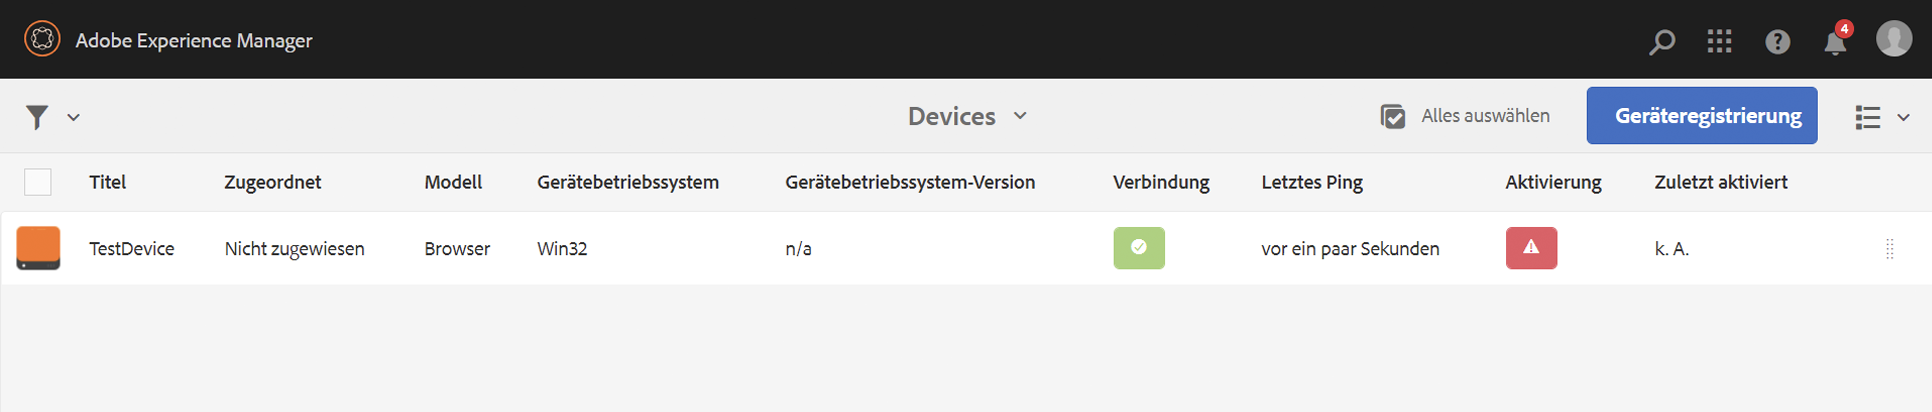 Adobe Experience Manager
4
Devices
Alles auswählen
Geräteregistrierung
Titel Zugeordnet Modell Gerätebetriebssystem Gerätebetriebssystem-Version Verbindung Letztes Ping Aktivierung Zuletzt aktiviert
TestDevice Nicht zugewiesen Browser Win32 n/a vor ein paar Sekunden k. A.